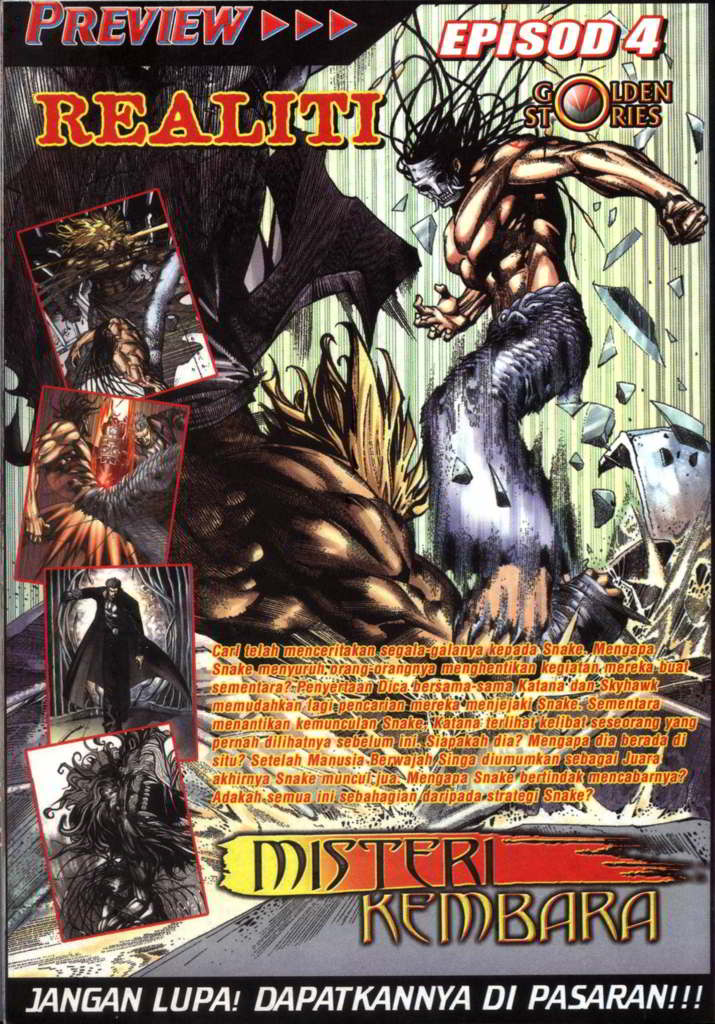 PREVIEW
EPISOD 4
REALITI
GOLDEN
STORIES
Carl telah menceritakan segala-galanya kepada Snake. Mengapa
Snake menyuruh orang-orangnya menghentikan kegiatan mereka buat
sementara? Penyertaan Dica bersama-sama Katana dan Skyhawk
memudahkan lagi pencarian mereka menjejaki Snake. Sementara
menantikan kemunculan Snake, Katana terlihat kelibat seseorang yang
pernah dilihatnya sebelum ini. Siapakah dia? Mengapa dia berada di
situ? Setelah Manusia Berwajah Singa diumumkan sebagai Juara
akhirnya Snake muncul jua. Mengapa Snake bertindak mencabarnya?
Adakah semua ini sebahagian daripada strategi Snake?
MISTERI
KEMBARA
JANGAN LUPA! DAPATKANNYA DI PASARAN!!!